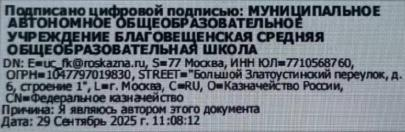 Подписано цифровой подписью: МУНИЦИПАЛЬНОЕ
АВТОНОМНОЕ ОБЩЕОБРАЗОВАТЕЛЬНОЕ
УЧРЕЖДЕНИЕ БЛАГОВЕЩЕНСКАЯ СРЕДНЯЯ
ОБЩЕОБРАЗОВАТЕЛЬНАЯ ШКОЛА
DN: E=uc_fk@roskazna.ru, S=77 Москва, ИНН ЮЛ=7710568760,
ОГРН=1047797019830, STREET="Большой Златоустинский переулок, д.
6, строение 1", L=г. Москва, C=RU, O=Казначейство России,
CN=Федеральное казначейство
Причина: Я являюсь автором этого документа
Дата: 29 Сентябрь 2025 г. 11:08:12